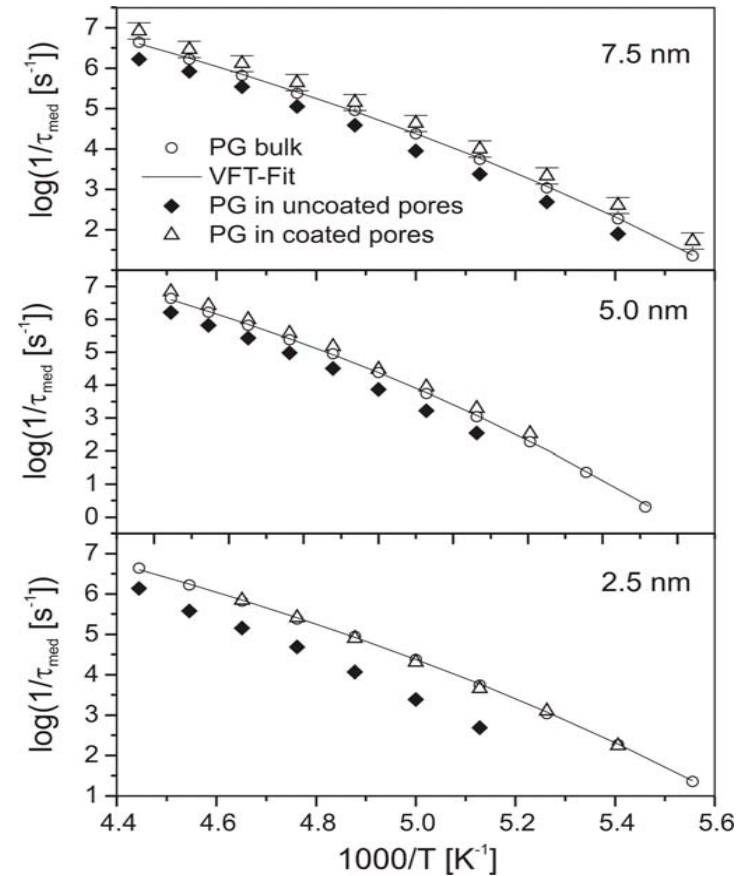 7
6
5
4
3
2
log(1/τmed [s⁻¹])
7.5 nm
PG bulk
VFT-Fit
PG in uncoated pores
PG in coated pores
7
6
5
4
3
2
1
0
log(1/τmed [s⁻¹])
5.0 nm
7
6
5
4
3
2
1
log(1/τmed [s⁻¹])
2.5 nm
4.4 4.6 4.8 5.0 5.2 5.4 5.6
1000/T [K⁻¹]